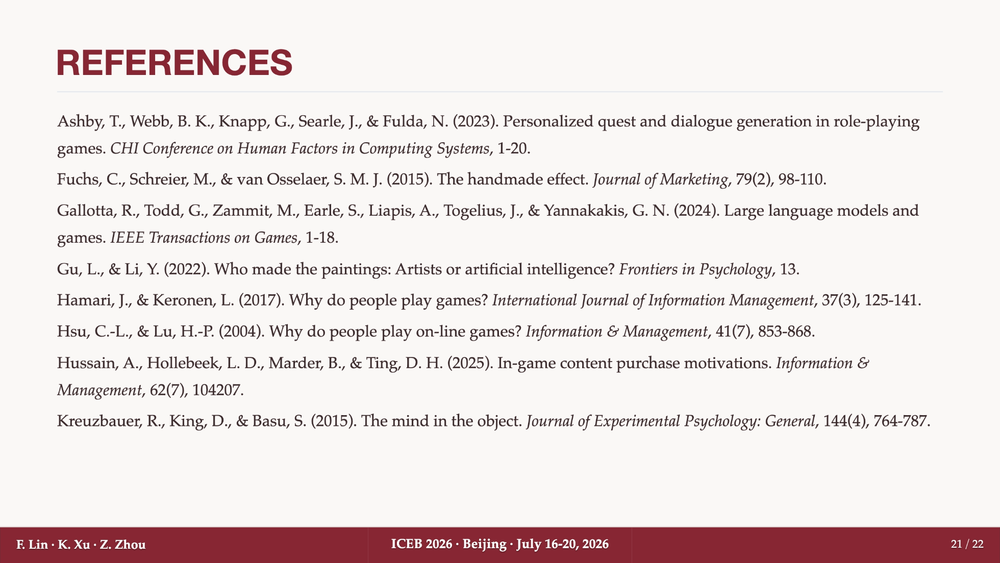 REFERENCES
Ashby, T., Webb, B. K., Knapp, G., Searle, J., & Fulda, N. (2023). Personalized quest and dialogue generation in role-playing
games. CHI Conference on Human Factors in Computing Systems, 1-20.
Fuchs, C., Schreier, M., & van Osselaer, S. M. J. (2015). The handmade effect. Journal of Marketing, 79(2), 98-110.
Gallotta, R., Todd, G., Zammit, M., Earle, S., Liapis, A., Togelius, J., & Yannakakis, G. N. (2024). Large language models and
games. IEEE Transactions on Games, 1-18.
Gu, L., & Li, Y. (2022). Who made the paintings: Artists or artificial intelligence? Frontiers in Psychology, 13.
Hamari, J., & Keronen, L. (2017). Why do people play games? International Journal of Information Management, 37(3), 125-141.
Hsu, C.-L., & Lu, H.-P. (2004). Why do people play on-line games? Information & Management, 41(7), 853-868.
Hussain, A., Hollebeek, L. D., Marder, B., & Ting, D. H. (2025). In-game content purchase motivations. Information &
Management, 62(7), 104207.
Kreuzbauer, R., King, D., & Basu, S. (2015). The mind in the object. Journal of Experimental Psychology: General, 144(4), 764-787.
F. Lin · K. Xu · Z. Zhou
ICEB 2026 · Beijing · July 16-20, 2026
21 / 22